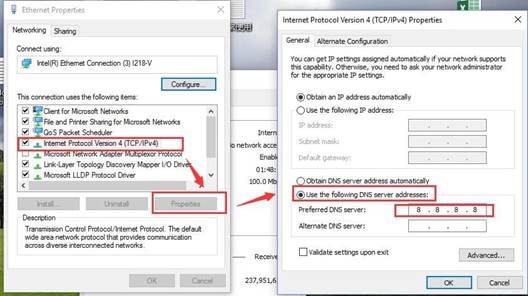 Ethernet Properties
Networking
Sharing
Connect using:
Intel(R) Ethernet Connection (3) I218-V
Configure...
This connection uses the following items:
Client for Microsoft Networks
File and Printer Sharing for Microsoft Networks
QoS Packet Scheduler
Internet Protocol Version 4 (TCP/IPv4)
Microsoft Network Adapter Multiplexor Protocol
Link-Layer Topology Discovery Mapper I/O Driver
Microsoft LLDP Protocol Driver
Install...
Uninstall
Properties
Description
Transmission Control Protocol/Internet Protocol. The default
wide area network protocol that provides communication
across diverse interconnected networks.
OK
Cancel
Intern
o network acce
Enable
01:48:
100.0 M
Receive
237,951,6
Internet Protocol Version 4 (TCP/IPv4) Properties
General
Alternate Configuration
You can get IP settings assigned automatically if your network supports
this capability. Otherwise, you need to ask your network administrator
for the appropriate IP settings.
Obtain an IP address automatically
Use the following IP address:
IP address:
Subnet mask:
Default gateway:
Obtain DNS server address automatically
Use the following DNS server addresses:
Preferred DNS server:
8 . 8 . 8 . 8
Alternate DNS server:
Validate settings upon exit
Advanced...
OK
Cancel